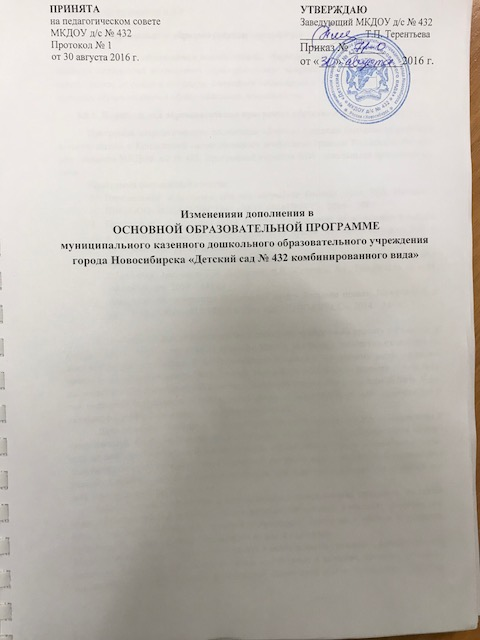 ПРИНЯТА
на педагогическом совете
МКДОУ д/с № 432
Протокол № 1
от 30 августа 2016 г.
УТВЕРЖДАЮ
Заведующий МКДОУ д/с № 432
Т.П. Терентьева
Приказ №
от «30» августа 2016 г.
Измененияи дополнения в
ОСНОВНОЙ ОБРАЗОВАТЕЛЬНОЙ ПРОГРАММЕ
муниципального казенного дошкольного образовательного учреждения
города Новосибирска «Детский сад № 432 комбинированного вида»